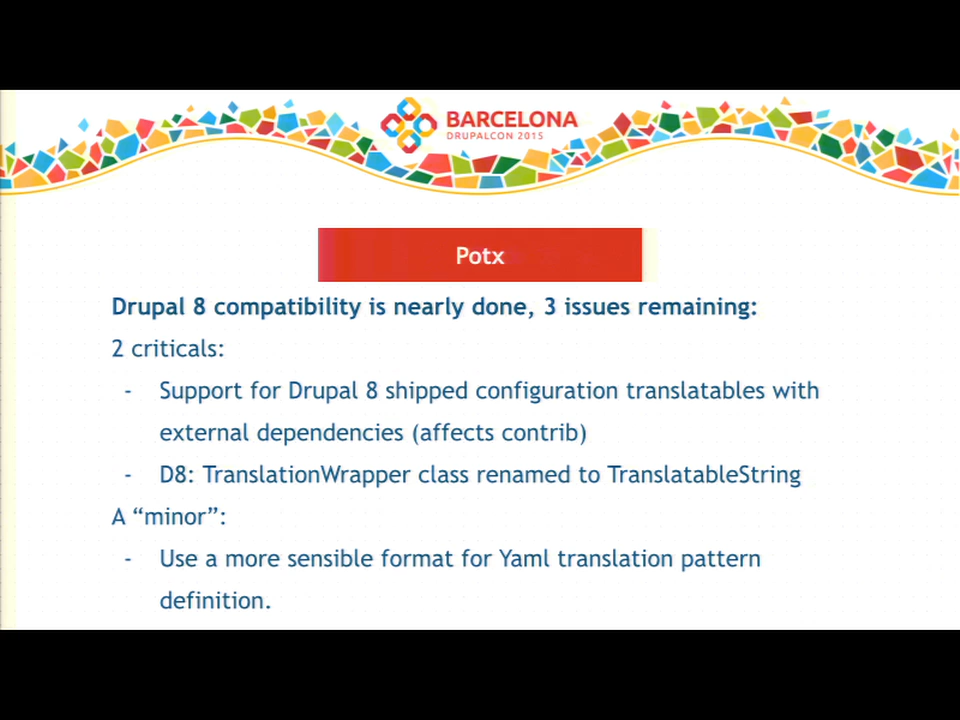 BARCELONA
DRUPALCON 2015
Potx
Drupal 8 compatibility is nearly done, 3 issues remaining:
2 criticals:
- Support for Drupal 8 shipped configuration translatables with
external dependencies (affects contrib)
- D8: TranslationWrapper class renamed to TranslatableString
A “minor”:
- Use a more sensible format for Yaml translation pattern
definition.